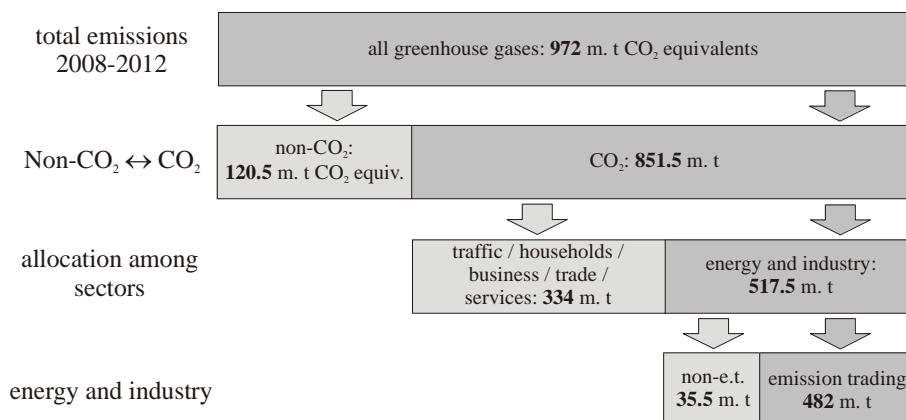 total emissions
2008-2012
all greenhouse gases: 972 m. t CO₂ equivalents
Non-CO₂ ↔ CO₂
non-CO₂:
120.5 m. t CO₂ equiv.
CO₂: 851.5 m. t
allocation among
sectors
traffic / households /
business / trade /
services: 334 m. t
energy and industry:
517.5 m. t
energy and industry
non-e.t.
35.5 m. t
emission trading
482 m. t